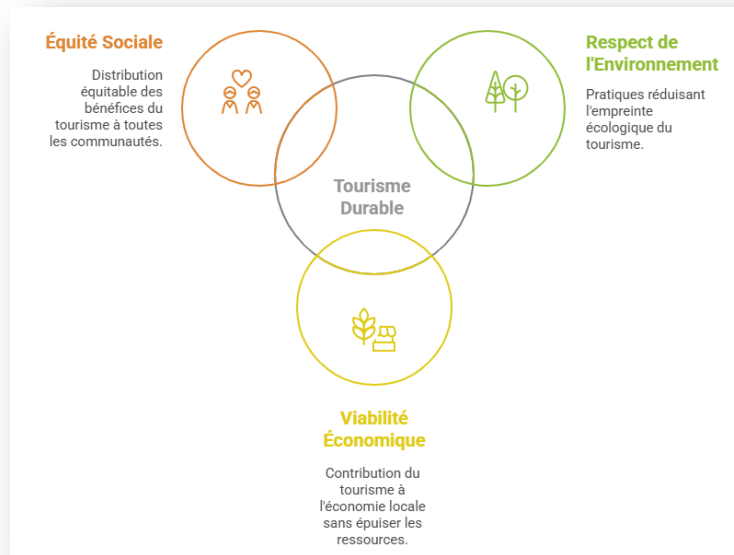 Équité Sociale
Distribution
équitable des
bénéfices du
tourisme à toutes
les communautés.
Respect de
l'Environnement
Pratiques réduisant
l'empreinte
écologique du
tourisme.
Tourisme
Durable
Viabilité
Économique
Contribution du
tourisme à
l'économie locale
sans épuiser les
ressources.